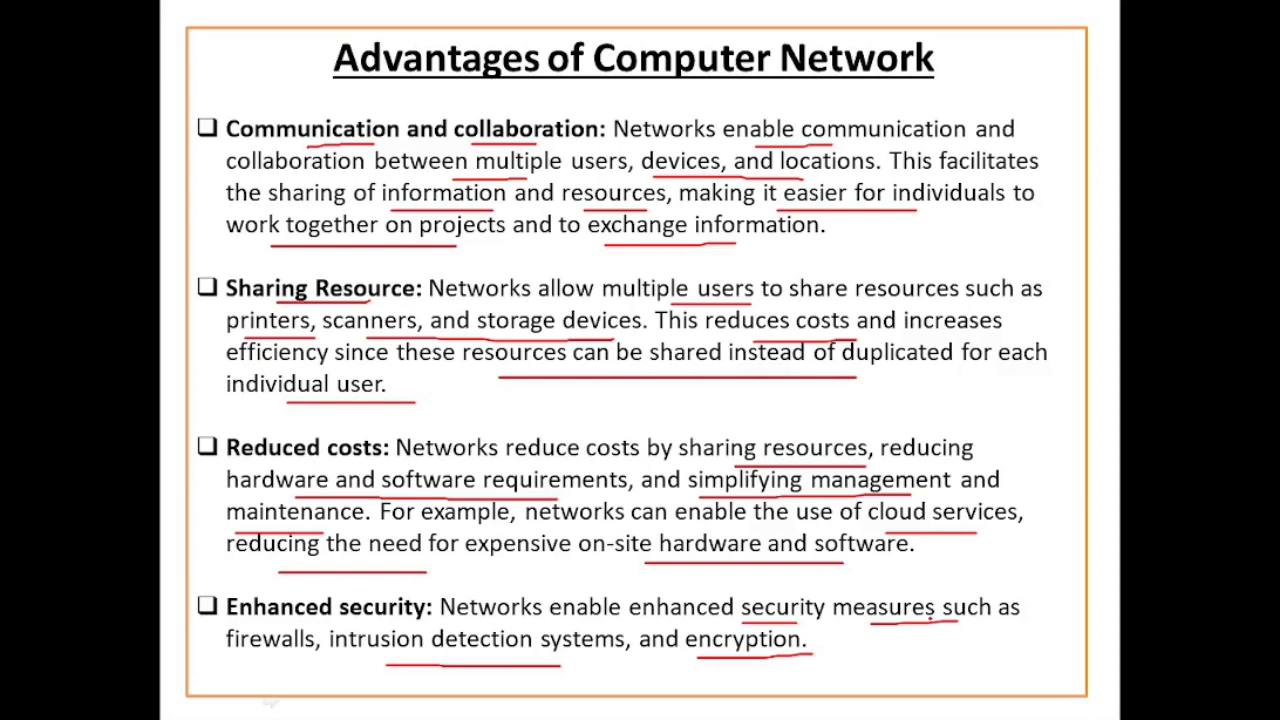 Advantages of Computer Network
❑ Communication and collaboration: Networks enable communication and
collaboration between multiple users, devices, and locations. This facilitates
the sharing of information and resources, making it easier for individuals to
work together on projects and to exchange information.
❑ Sharing Resource: Networks allow multiple users to share resources such as
printers, scanners, and storage devices. This reduces costs and increases
efficiency since these resources can be shared instead of duplicated for each
individual user.
❑ Reduced costs: Networks reduce costs by sharing resources, reducing
hardware and software requirements, and simplifying management and
maintenance. For example, networks can enable the use of cloud services,
reducing the need for expensive on-site hardware and software.
❑ Enhanced security: Networks enable enhanced security measures such as
firewalls, intrusion detection systems, and encryption.